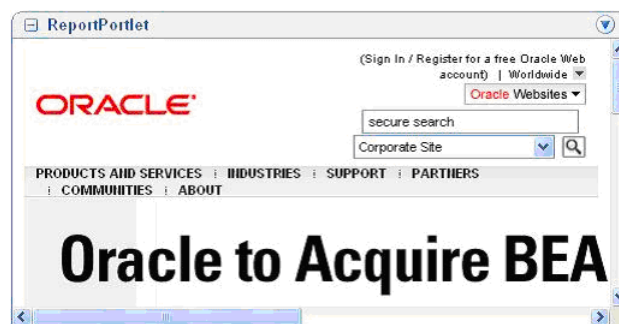 ReportPortlet
(Sign In / Register for a free Oracle Web
account) | Worldwide
Oracle Websites
ORACLE
secure search
Corporate Site
PRODUCTS AND SERVICES | INDUSTRIES | SUPPORT | PARTNERS
| COMMUNITIES | ABOUT
Oracle to Acquire BEA